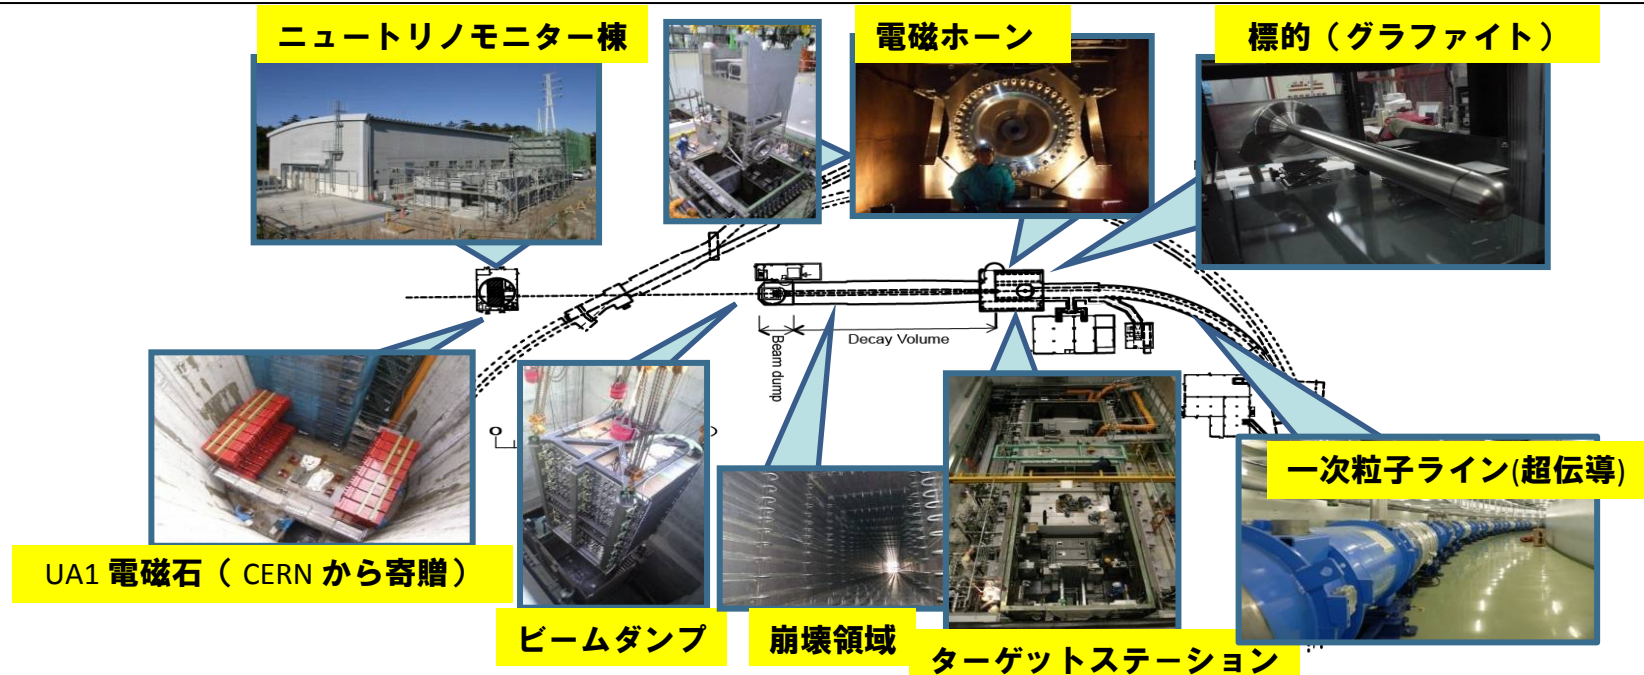 ニュートリノモニター棟
電磁ホーン
標的（グラファイト）
Beam dump
Decay Volume
一次粒子ライン(超伝導)
UA1 電磁石（ CERN から寄贈）
ビームダンプ
崩壊領域
ターゲットステーション